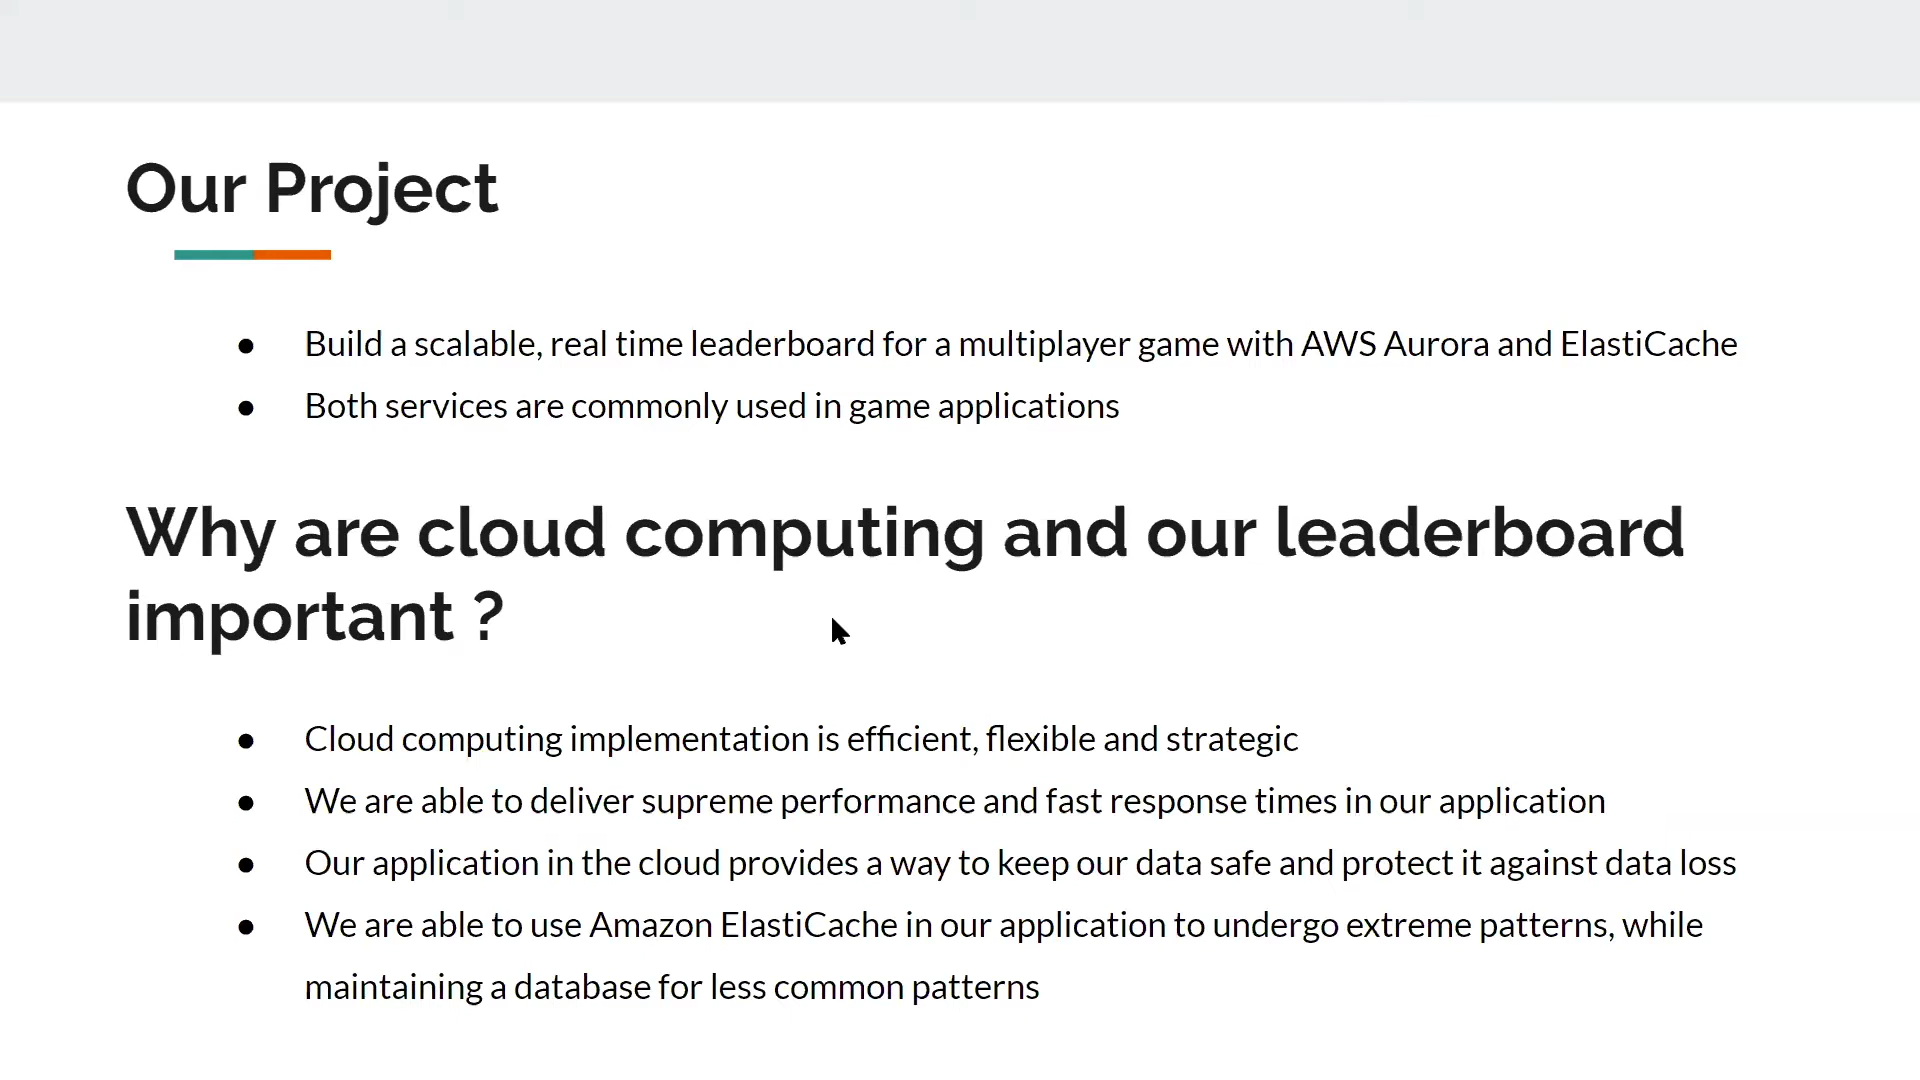 Our Project
● Build a scalable, real time leaderboard for a multiplayer game with AWS Aurora and ElastiCache
● Both services are commonly used in game applications
Why are cloud computing and our leaderboard
important ?
● Cloud computing implementation is efficient, flexible and strategic
● We are able to deliver supreme performance and fast response times in our application
● Our application in the cloud provides a way to keep our data safe and protect it against data loss
● We are able to use Amazon ElastiCache in our application to undergo extreme patterns, while
maintaining a database for less common patterns